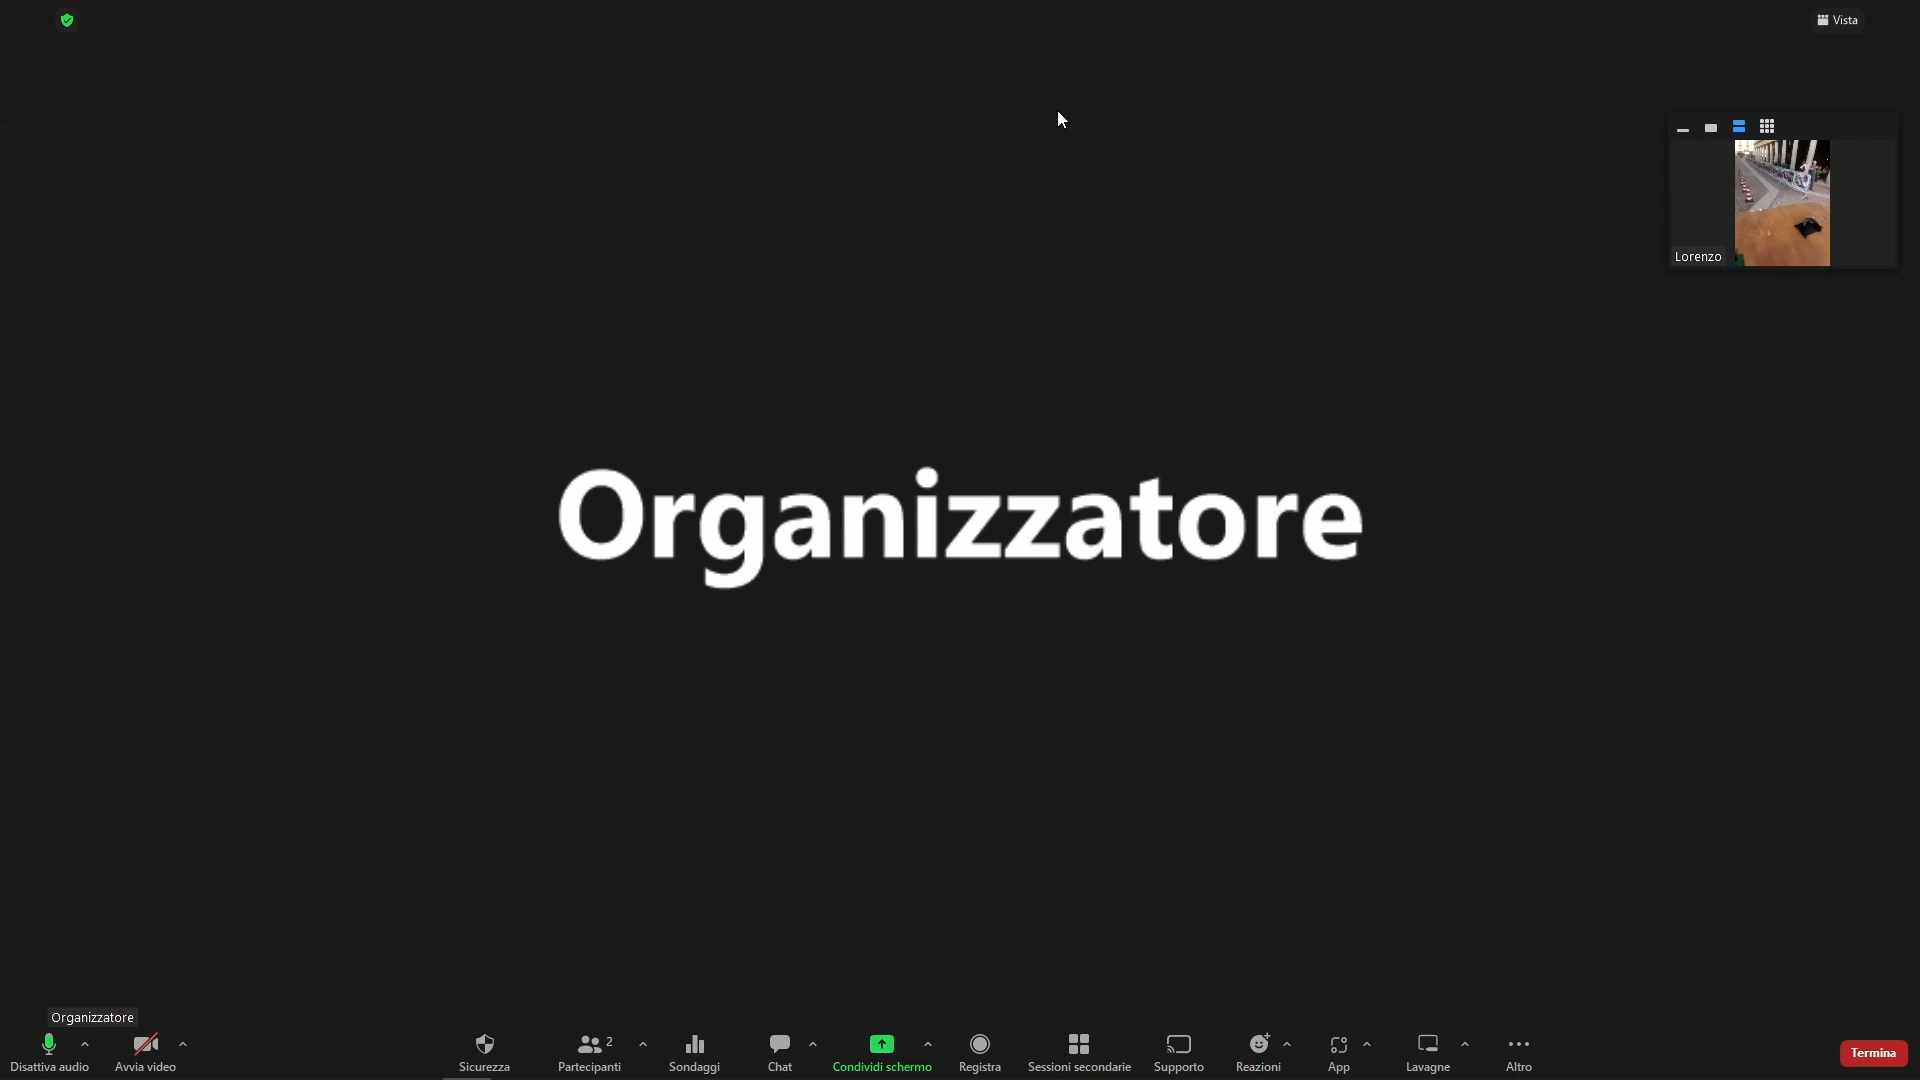 Vista
Lorenzo
Organizzatore
Organizzatore
Disattiva audio
Avvia video
Sicurezza
Partecipanti
2
Sondaggi
Chat
Condividi schermo
Registra
Sessioni secondarie
Supporto
Reazioni
App
Lavagne
Altro
Termina